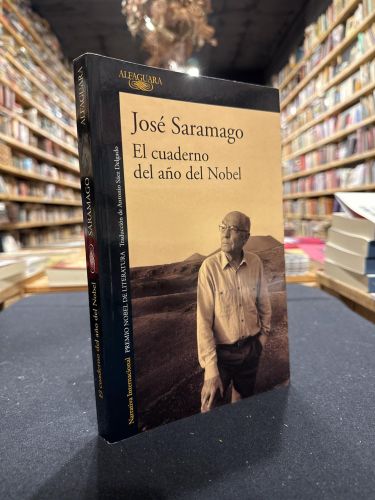 ALFAGUARA
José Saramago
El cuaderno
del año del Nobel
Narrativa Internacional PREMIO NOBEL DE LITERATURA Traducción de Antonio Sáez Delgado
ALFAGUARA
SARAMAGO
El cuaderno del año del Nobel